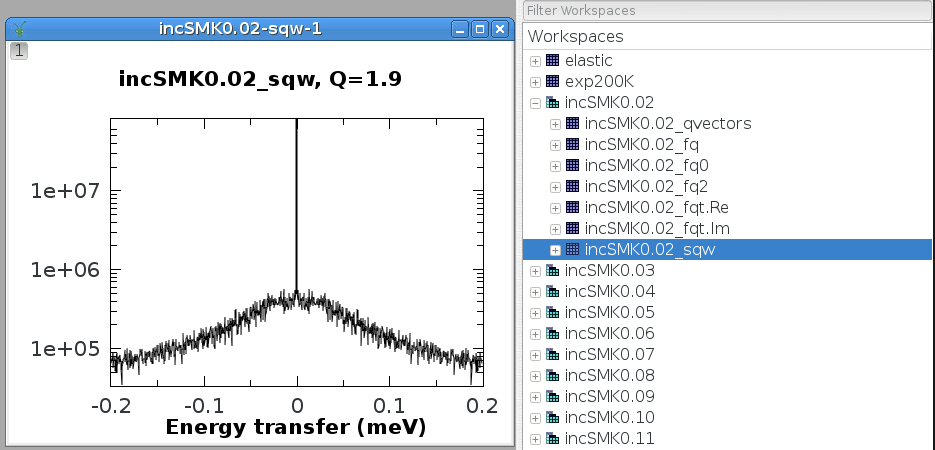 incSMK0.02-sqw-1
1
incSMK0.02_sqw, Q=1.9
1e+07
1e+06
1e+05
-0.2 -0.1 0 0.1 0.2
Energy transfer (meV)
Filter Workspaces
Workspaces
elastic
exp200K
incSMK0.02
incSMK0.02_qvectors
incSMK0.02_fq
incSMK0.02_fq0
incSMK0.02_fq2
incSMK0.02_fqt.Re
incSMK0.02_fqt.Im
incSMK0.02_sqw
incSMK0.03
incSMK0.04
incSMK0.05
incSMK0.06
incSMK0.07
incSMK0.08
incSMK0.09
incSMK0.10
incSMK0.11